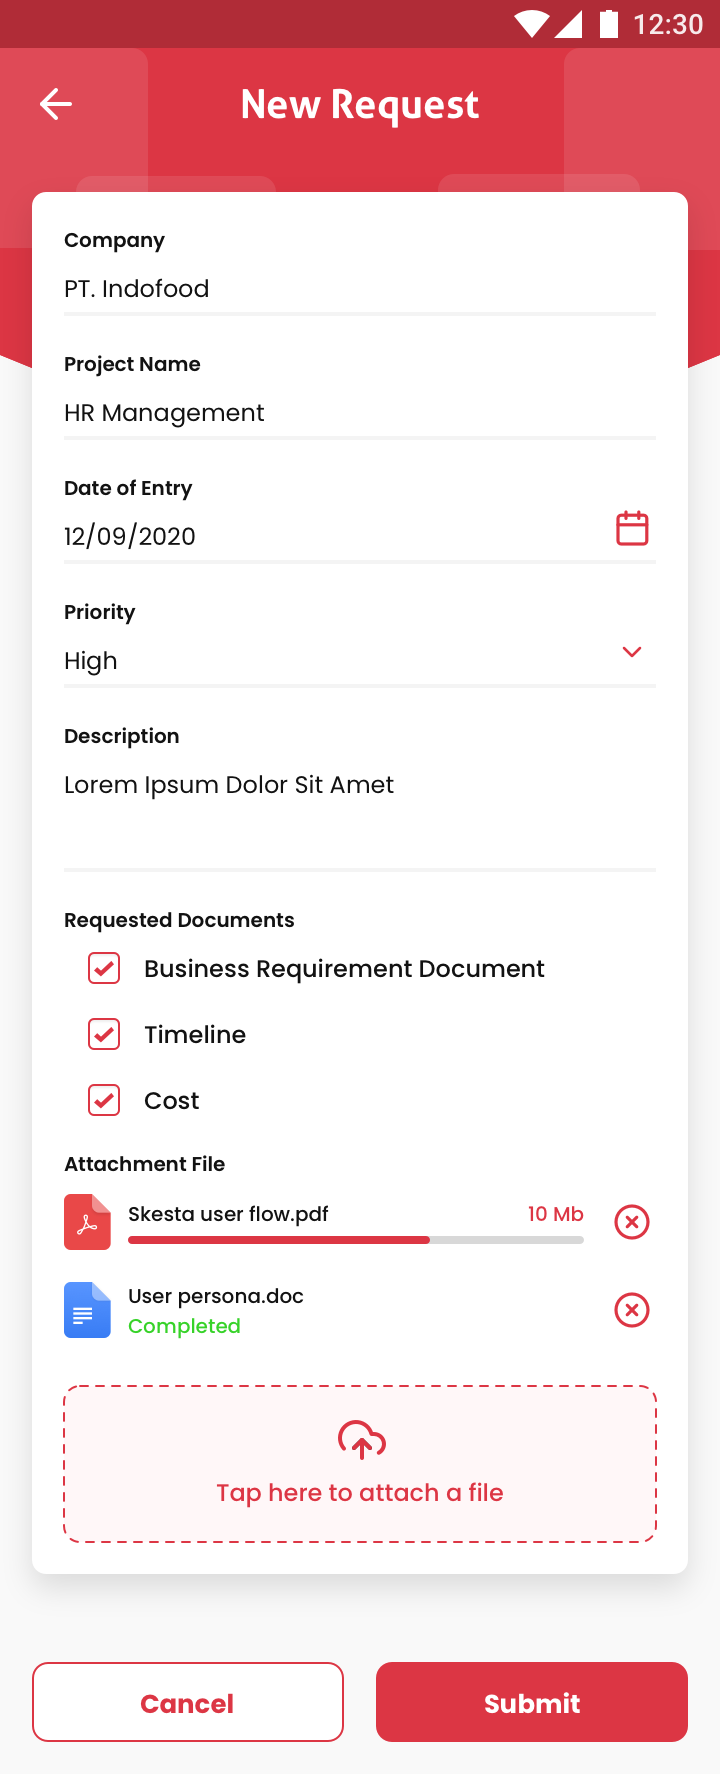 12:30
New Request
Company
PT. Indofood
Project Name
HR Management
Date of Entry
12/09/2020
Priority
High
Description
Lorem Ipsum Dolor Sit Amet
Requested Documents
Business Requirement Document
Timeline
Cost
Attachment File
Skesta user flow.pdf 10 Mb
User persona.doc
Completed
Tap here to attach a file
Cancel Submit